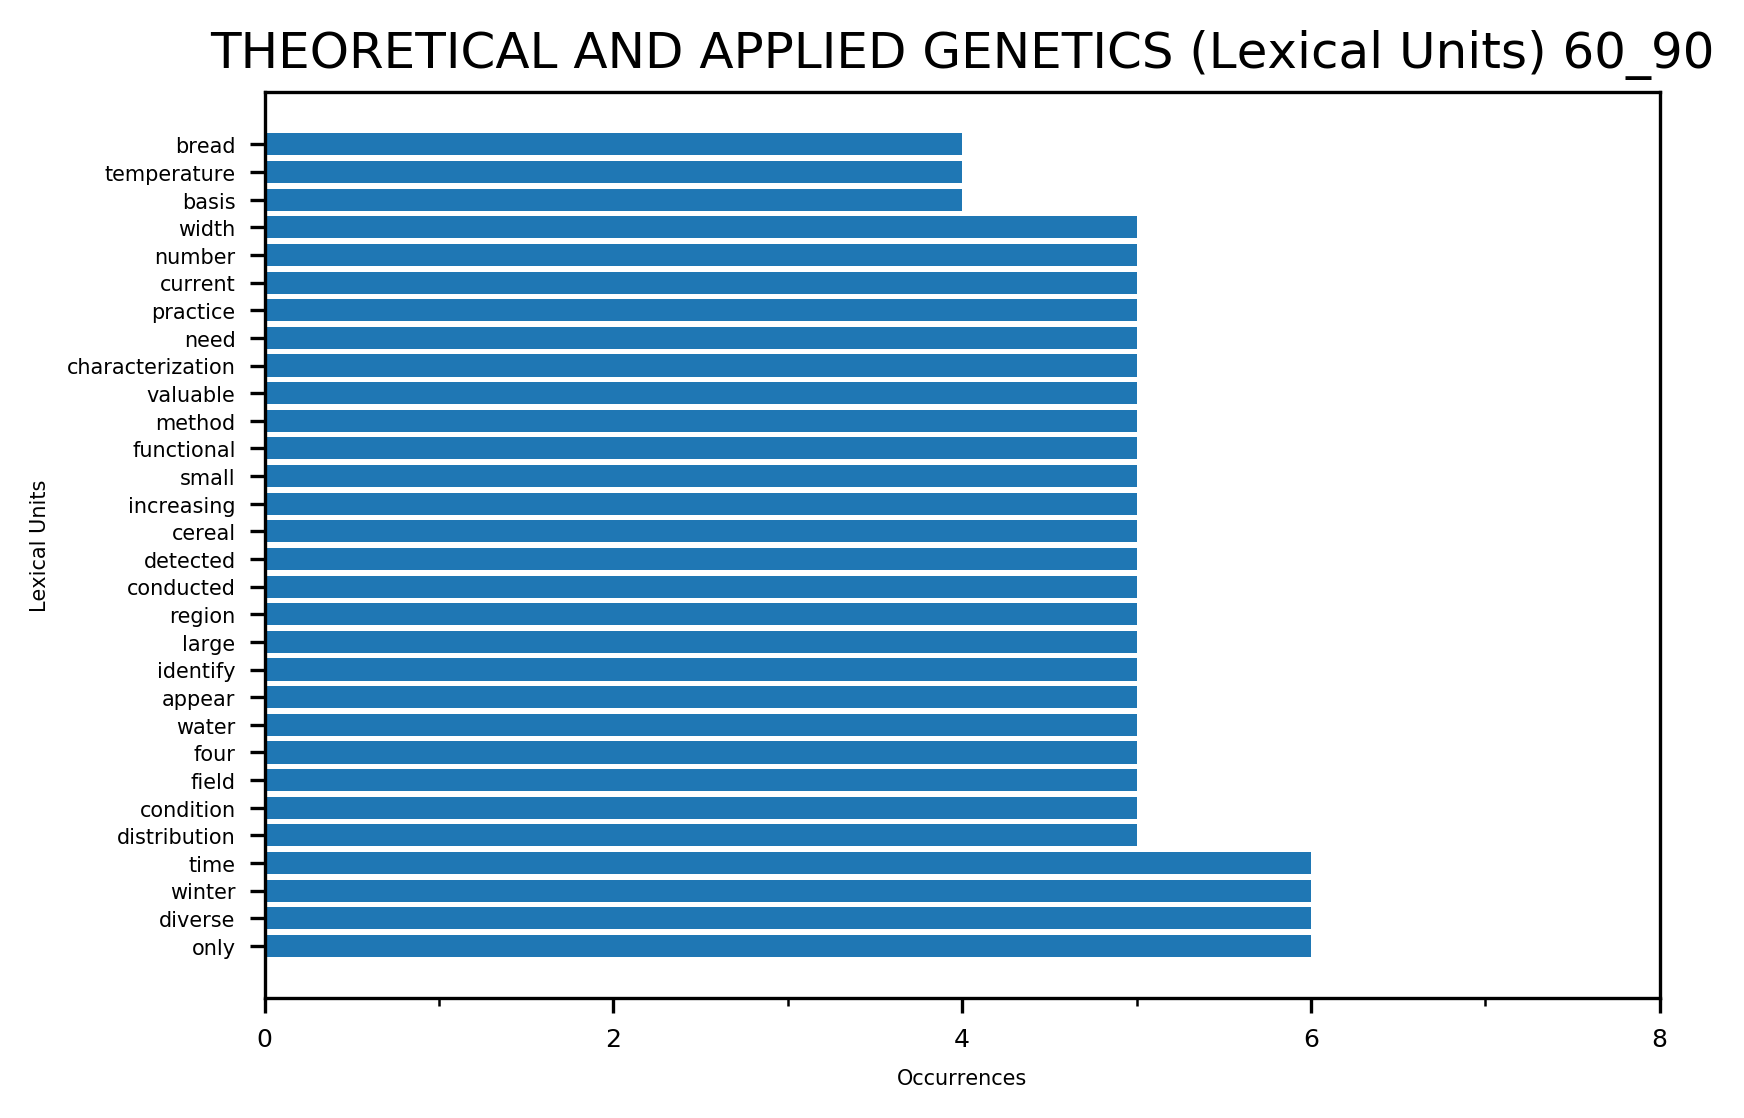 THEORETICAL AND APPLIED GENETICS (Lexical Units) 60_90
Lexical Units
bread
temperature
basis
width
number
current
practice
need
characterization
valuable
method
functional
small
increasing
cereal
detected
conducted
region
large
identify
appear
water
four
field
condition
distribution
time
winter
diverse
only
0 2 4 6 8
Occurrences